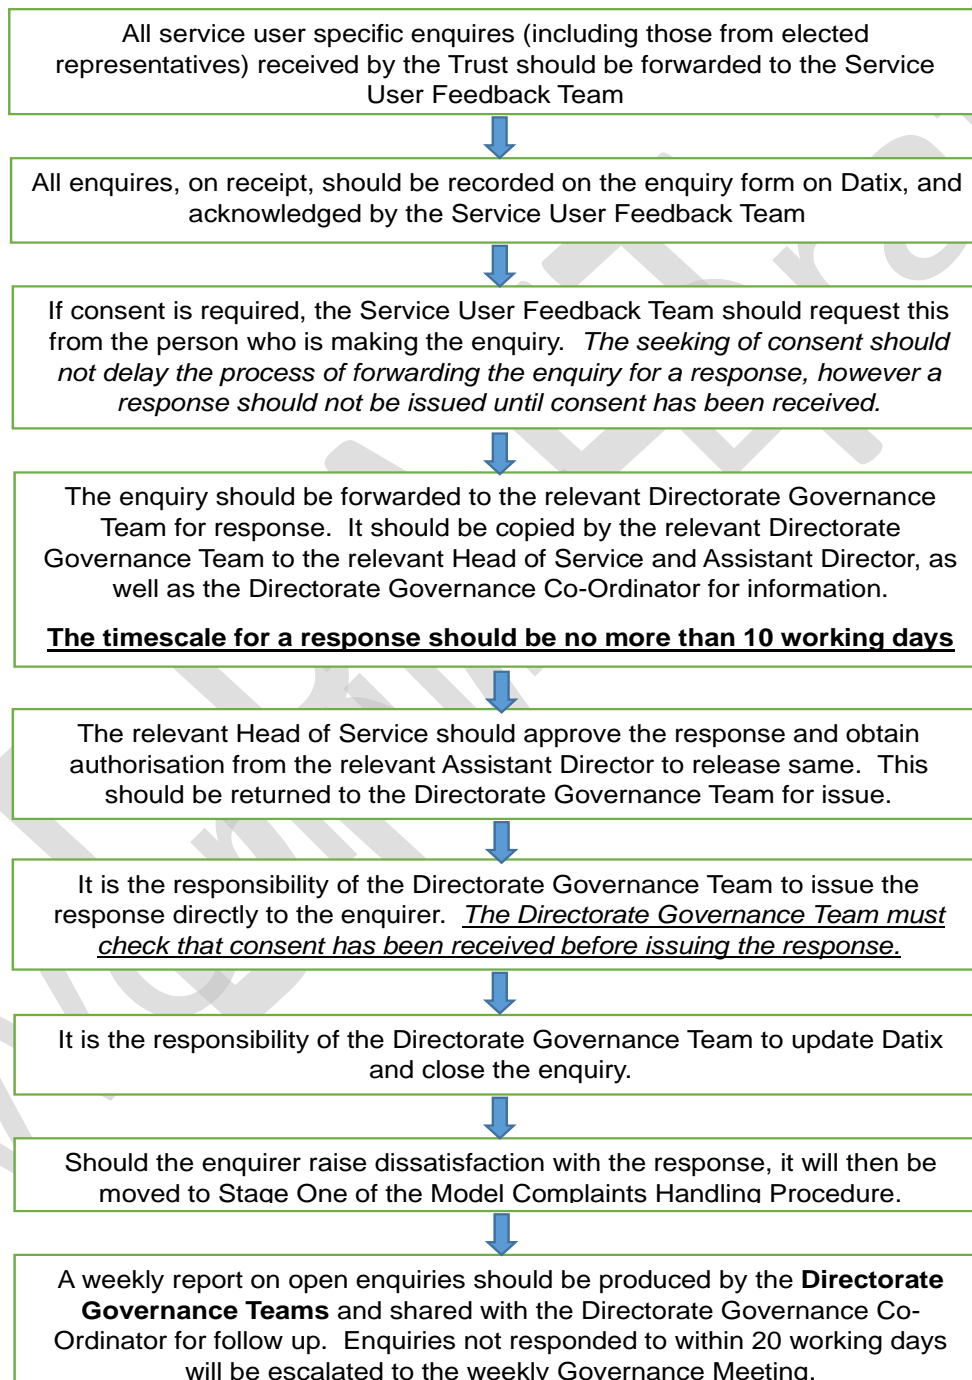 All service user specific enquires (including those from elected
representatives) received by the Trust should be forwarded to the Service
User Feedback Team
All enquires, on receipt, should be recorded on the enquiry form on Datix, and
acknowledged by the Service User Feedback Team
If consent is required, the Service User Feedback Team should request this
from the person who is making the enquiry. The seeking of consent should
not delay the process of forwarding the enquiry for a response, however a
response should not be issued until consent has been received.
The enquiry should be forwarded to the relevant Directorate Governance
Team for response. It should be copied by the relevant Directorate
Governance Team to the relevant Head of Service and Assistant Director, as
well as the Directorate Governance Co-Ordinator for information.
The timescale for a response should be no more than 10 working days
The relevant Head of Service should approve the response and obtain
authorisation from the relevant Assistant Director to release same. This
should be returned to the Directorate Governance Team for issue.
It is the responsibility of the Directorate Governance Team to issue the
response directly to the enquirer. The Directorate Governance Team must
check that consent has been received before issuing the response.
It is the responsibility of the Directorate Governance Team to update Datix
and close the enquiry.
Should the enquirer raise dissatisfaction with the response, it will then be
moved to Stage One of the Model Complaints Handling Procedure.
A weekly report on open enquiries should be produced by the Directorate
Governance Teams and shared with the Directorate Governance Co-
Ordinator for follow up. Enquiries not responded to within 20 working days
will be escalated to the weekly Governance Meeting.